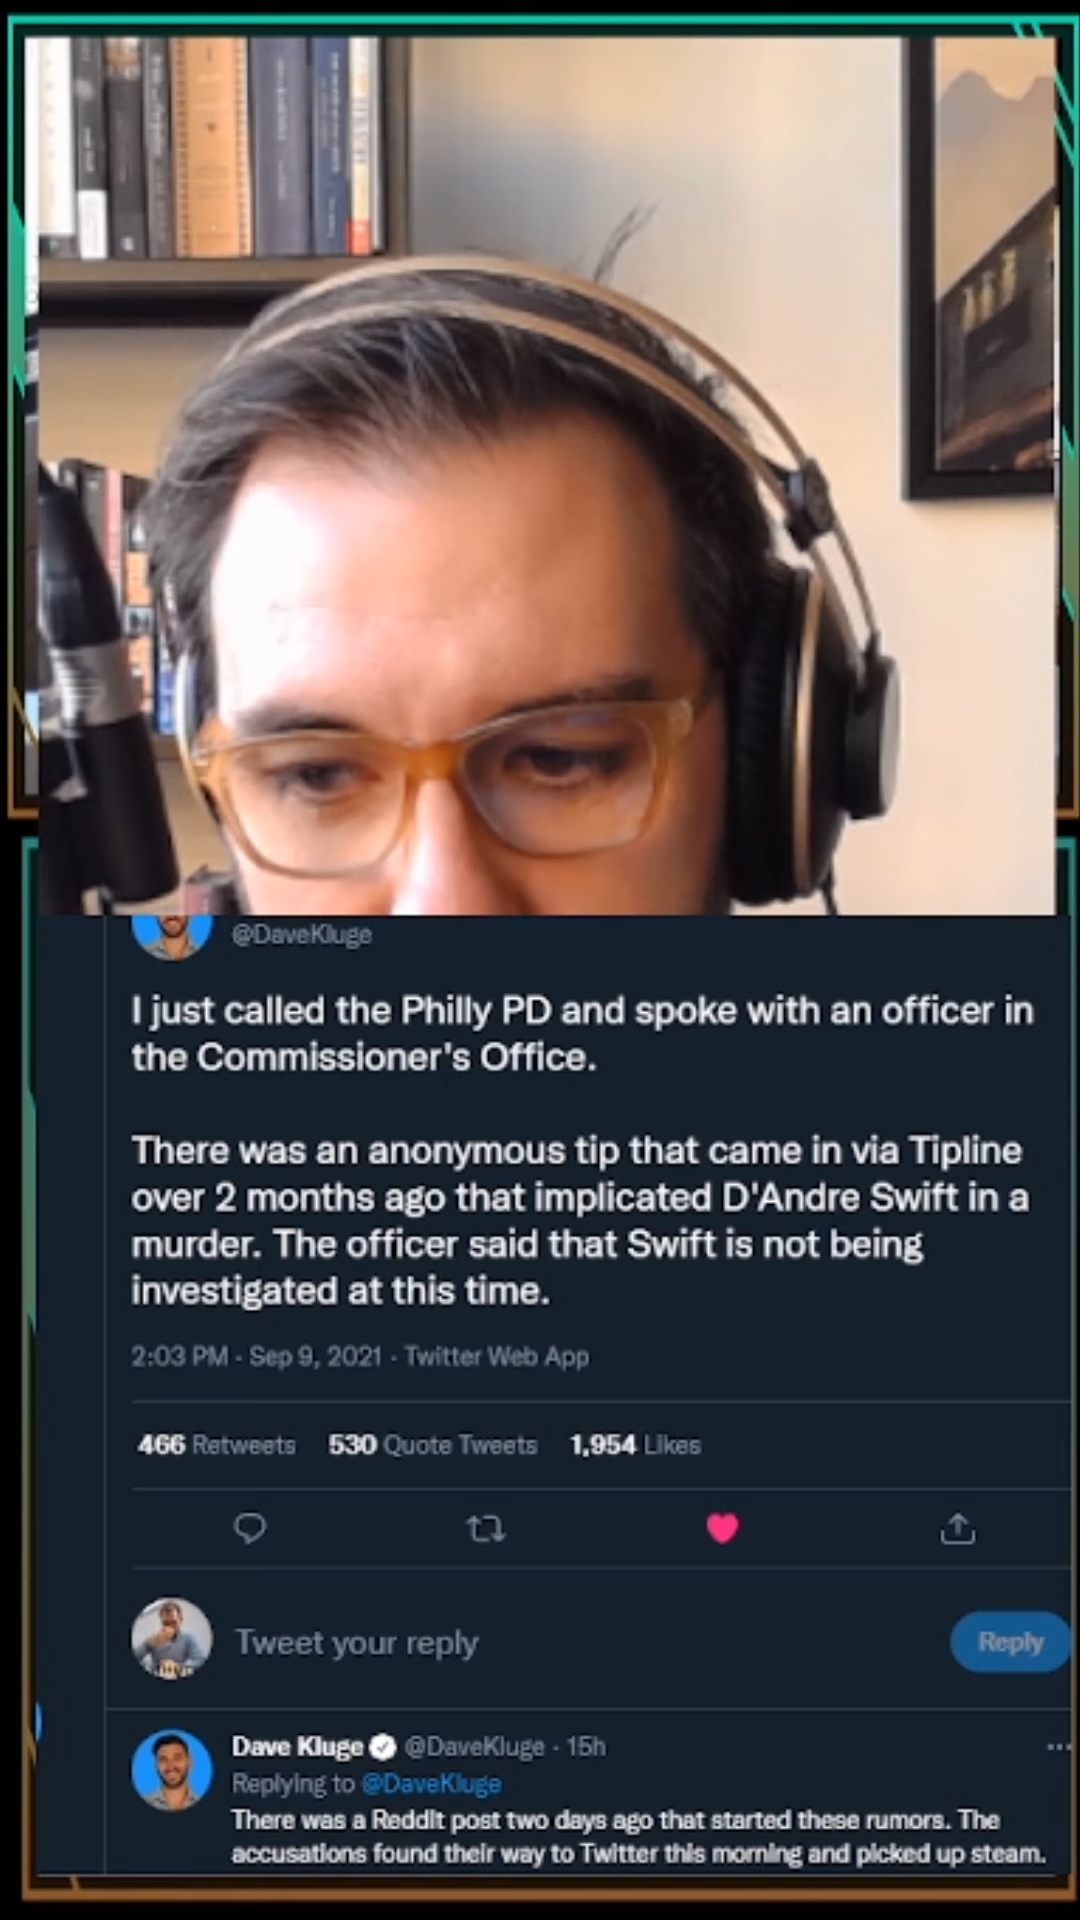 @DaveKluge
I just called the Philly PD and spoke with an officer in
the Commissioner's Office.
There was an anonymous tip that came in via Tipline
over 2 months ago that implicated D'Andre Swift in a
murder. The officer said that Swift is not being
investigated at this time.
2:03 PM · Sep 9, 2021 · Twitter Web App
466 Retweets 530 Quote Tweets 1,954 Likes
Tweet your reply
Reply
Dave Kluge @DaveKluge · 15h
Replying to @DaveKluge
There was a Reddit post two days ago that started these rumors. The
accusations found their way to Twitter this morning and picked up steam.